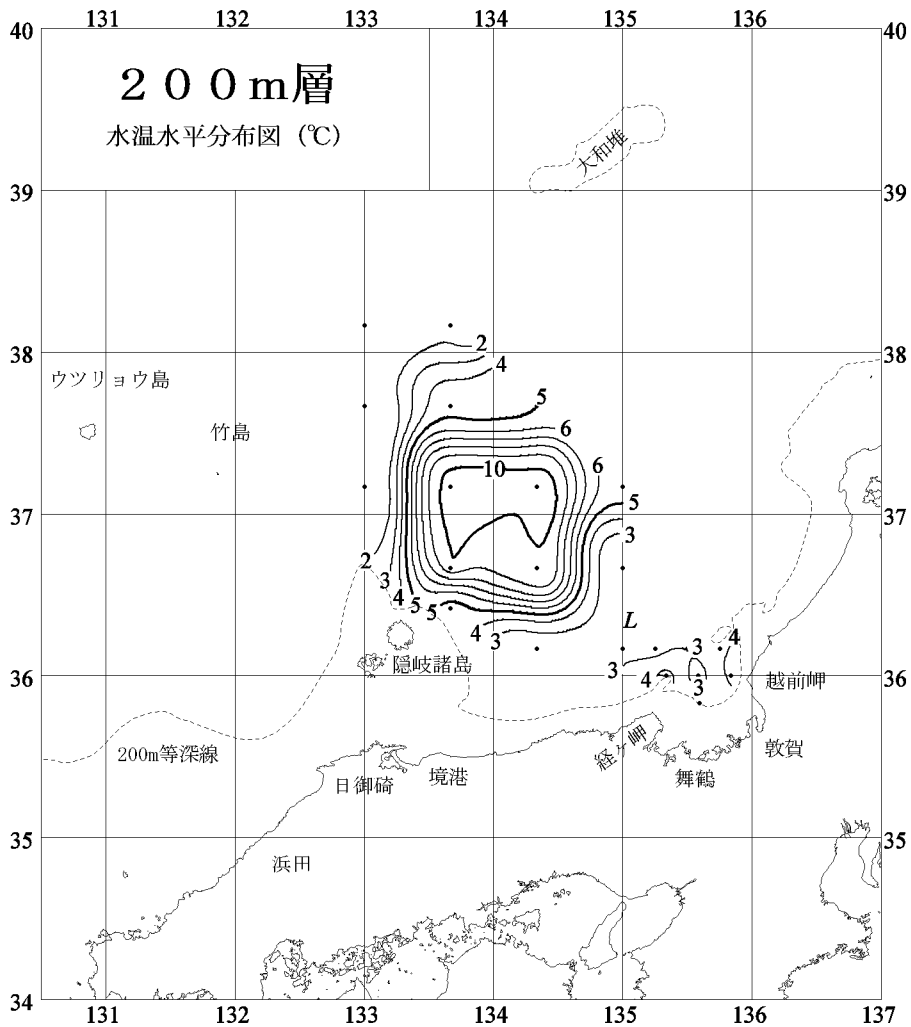 131 132 133 134 135 136
40 40
２００ｍ層
水温水平分布図（℃）
大和堆
39 39
38 38
2
4
ウツリョウ島
5
竹島
6
6
10
5
37 37
3
2
3
4
5
5
L
4
3
4
3
隠岐諸島
3
4
3
36 36
越前岬
200m等深線
経ヶ岬
敦賀
日御碕
境港
舞鶴
35 35
浜田
34 34
131 132 133 134 135 136 137